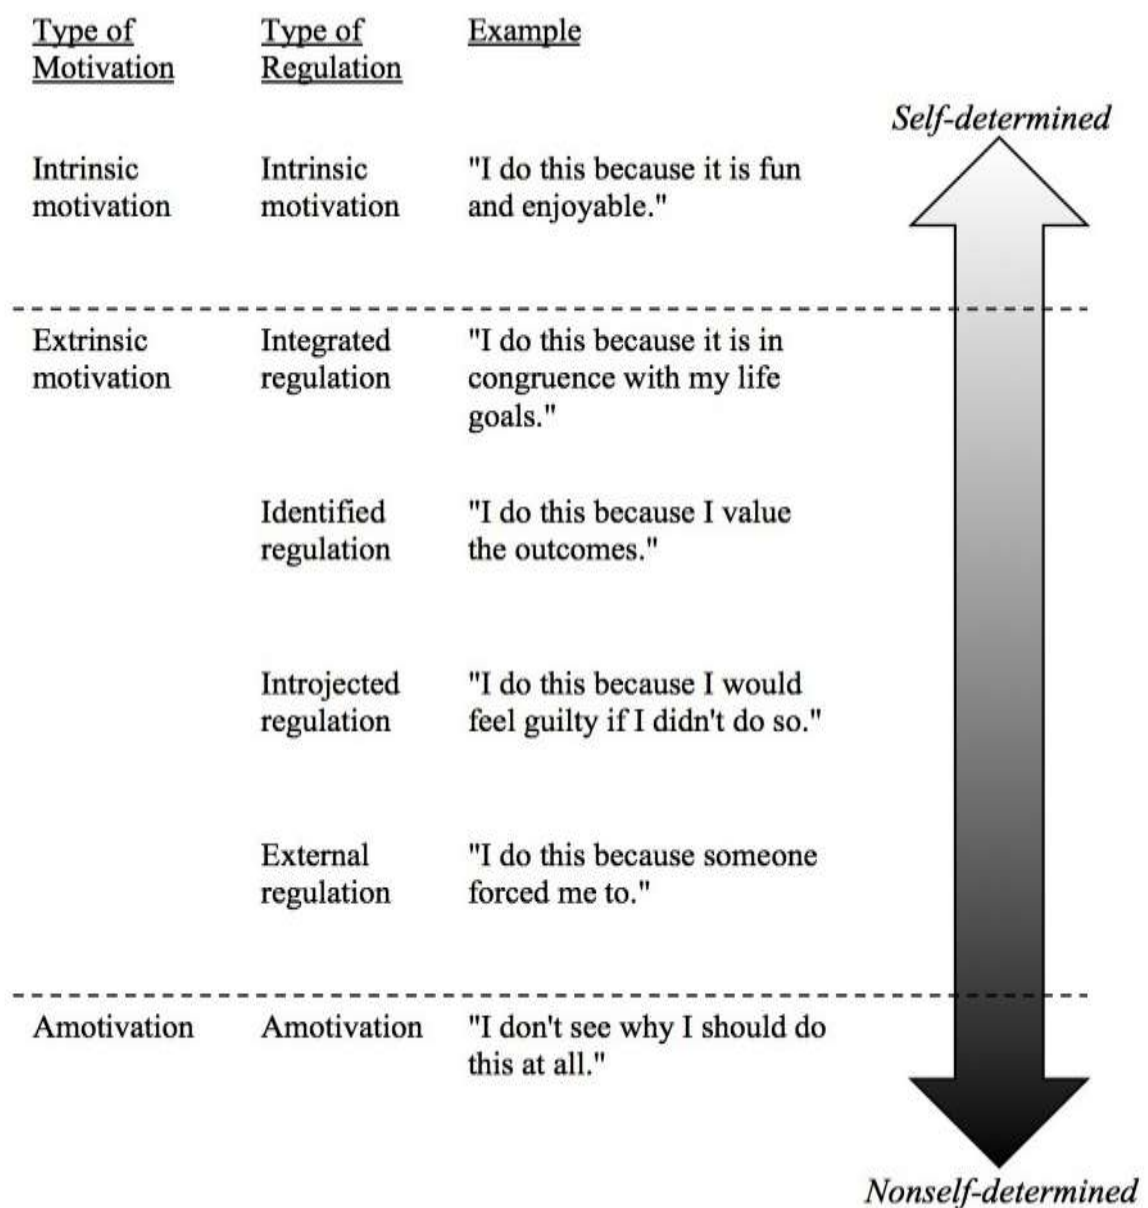 Type of Motivation
Type of Regulation
Example
Self-determined
Intrinsic motivation
Intrinsic motivation
"I do this because it is fun
and enjoyable."
Extrinsic motivation
Integrated regulation
"I do this because it is in
congruence with my life
goals."
Identified regulation
"I do this because I value
the outcomes."
Introjected regulation
"I do this because I would
feel guilty if I didn't do so."
External regulation
"I do this because someone
forced me to."
Amotivation
Amotivation
"I don't see why I should do
this at all."
Nonself-determined